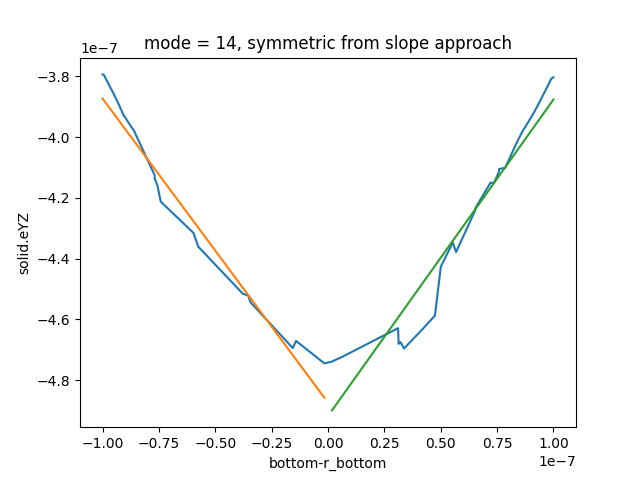 mode = 14, symmetric from slope approach
1e−7
−3.8
−4.0
−4.2
−4.4
−4.6
−4.8
solid.eYZ
−1.00 −0.75 −0.50 −0.25 0.00 0.25 0.50 0.75 1.00
bottom-r_bottom
1e−7